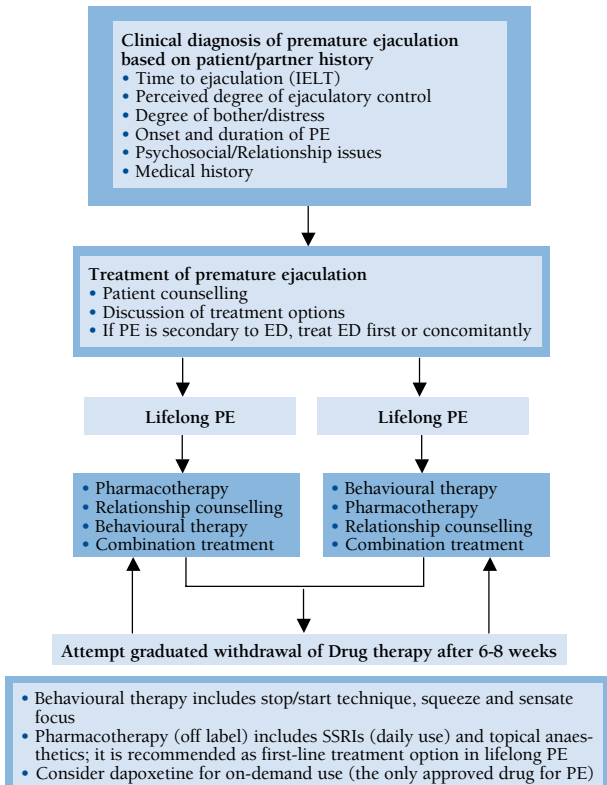 Clinical diagnosis of premature ejaculation
based on patient/partner history
• Time to ejaculation (IELT)
• Perceived degree of ejaculatory control
• Degree of bother/distress
• Onset and duration of PE
• Psychosocial/Relationship issues
• Medical history
Treatment of premature ejaculation
• Patient counselling
• Discussion of treatment options
• If PE is secondary to ED, treat ED first or concomitantly
Lifelong PE
Lifelong PE
• Pharmacotherapy
• Relationship counselling
• Behavioural therapy
• Combination treatment
• Behavioural therapy
• Pharmacotherapy
• Relationship counselling
• Combination treatment
Attempt graduated withdrawal of Drug therapy after 6-8 weeks
• Behavioural therapy includes stop/start technique, squeeze and sensate
focus
• Pharmacotherapy (off label) includes SSRIs (daily use) and topical anaes-
thetics; it is recommended as first-line treatment option in lifelong PE
• Consider dapoxetine for on-demand use (the only approved drug for PE)